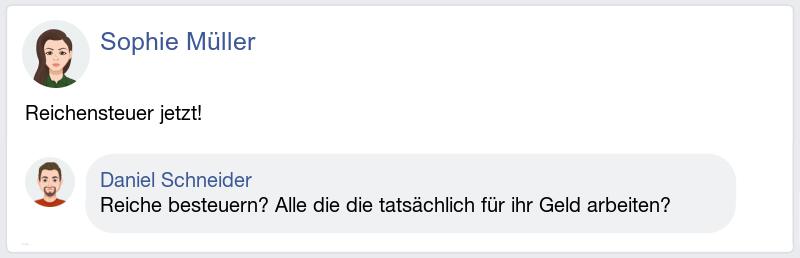 Sophie Müller
Reichensteuer jetzt!
Daniel Schneider
Reiche besteuern? Alle die die tatsächlich für ihr Geld arbeiten?